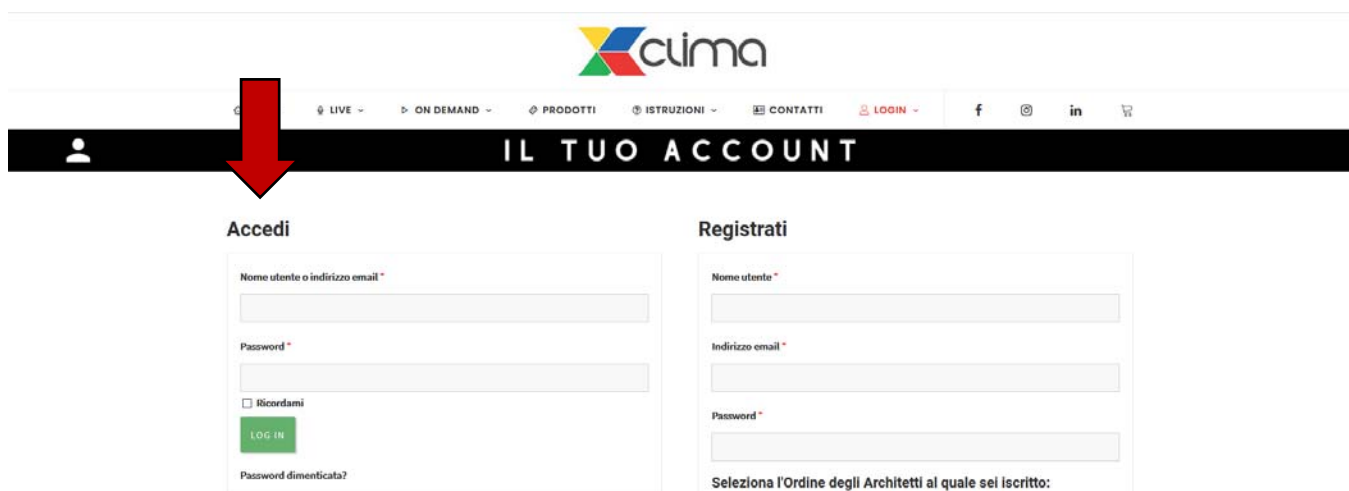 clima
LIVE
ON DEMAND
PRODOTTI
ISTRUZIONI
CONTATTI
LOGIN
f
in
IL TUO ACCOUNT
Accedi
Nome utente o indirizzo email *
Password *
Ricordami
LOG IN
Password dimenticata?
Registrati
Nome utente *
Indirizzo email *
Password *
Seleziona l'Ordine degli Architetti al quale sei iscritto: